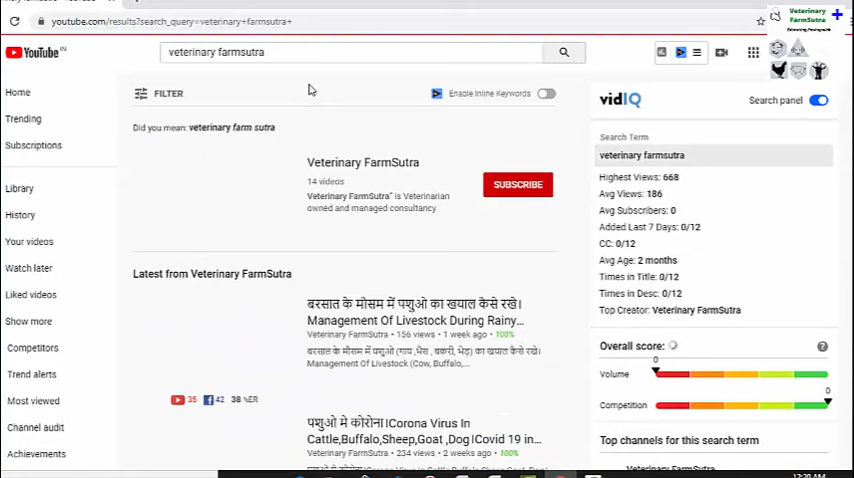 youtube.com/results?search_query=veterinary+farmsutra+
Veterinary
FarmSutra
YouTube IN
veterinary farmsutra
Home
Trending
Subscriptions
Library
History
Your videos
Watch later
Liked videos
Show more
Competitors
Trend alerts
Most viewed
Channel audit
Achievements
FILTER
Enable Inline Keywords
Did you mean: veterinary farm sutra
Veterinary FarmSutra
14 videos
Veterinary FarmSutra" is Veterinarian
owned and managed consultancy
SUBSCRIBE
Latest from Veterinary FarmSutra
बरसात के मौसम में पशुओ का खयाल कैसे रखे।
Management Of Livestock During Rainy...
Veterinary FarmSutra • 156 views • 1 week ago • 100%
बरसात के मौसम में पशुओ (गाय ,भैस , बकरी, भेड़) का खयाल कैसे रखे।
Management Of Livestock (Cow, Buffalo,...
35 42 38 %ER
पशुओ मे कोरोना।Corona Virus In
Cattle,Buffalo,Sheep,Goat ,Dog।Covid 19 in...
Veterinary FarmSutra • 234 views • 2 weeks ago • 100%
vidIQ
Search panel
Search Term
veterinary farmsutra
Highest Views: 668
Avg Views: 186
Avg Subscribers: 0
Added Last 7 Days: 0/12
CC: 0/12
Avg Age: 2 months
Times in Title: 0/12
Times in Desc: 0/12
Top Creator: Veterinary FarmSutra
Overall score:
0
Volume
0
Competition
Top channels for this search term
Veterinary FarmSutra
12:20 AM